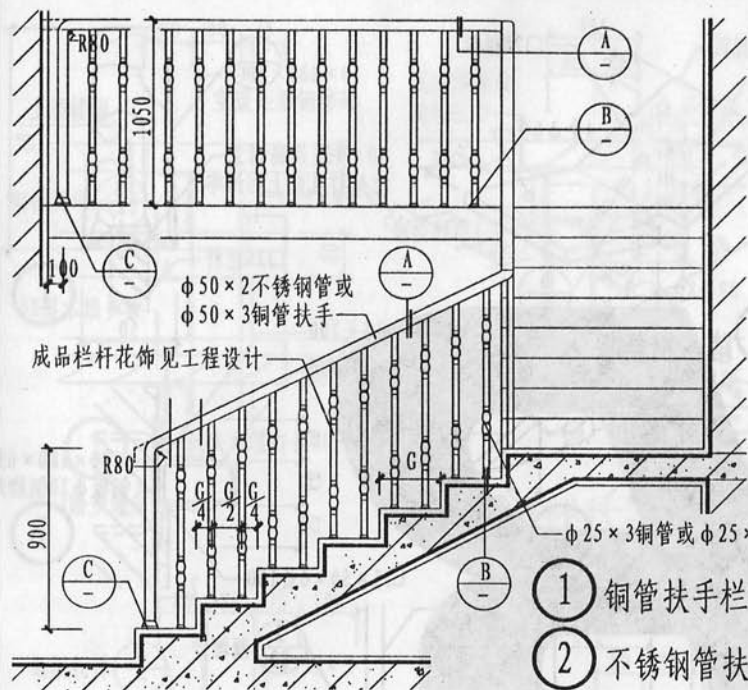 R80
A
-
1050
B
-
C
-
100
A
-
φ50×2不锈钢管或
φ50×3铜管扶手
成品栏杆花饰见工程设计
R80
G
G/4 G/2 G/4
900
φ25×3铜管或φ25×
C
-
B
-
1 铜管扶手栏
2 不锈钢管扶